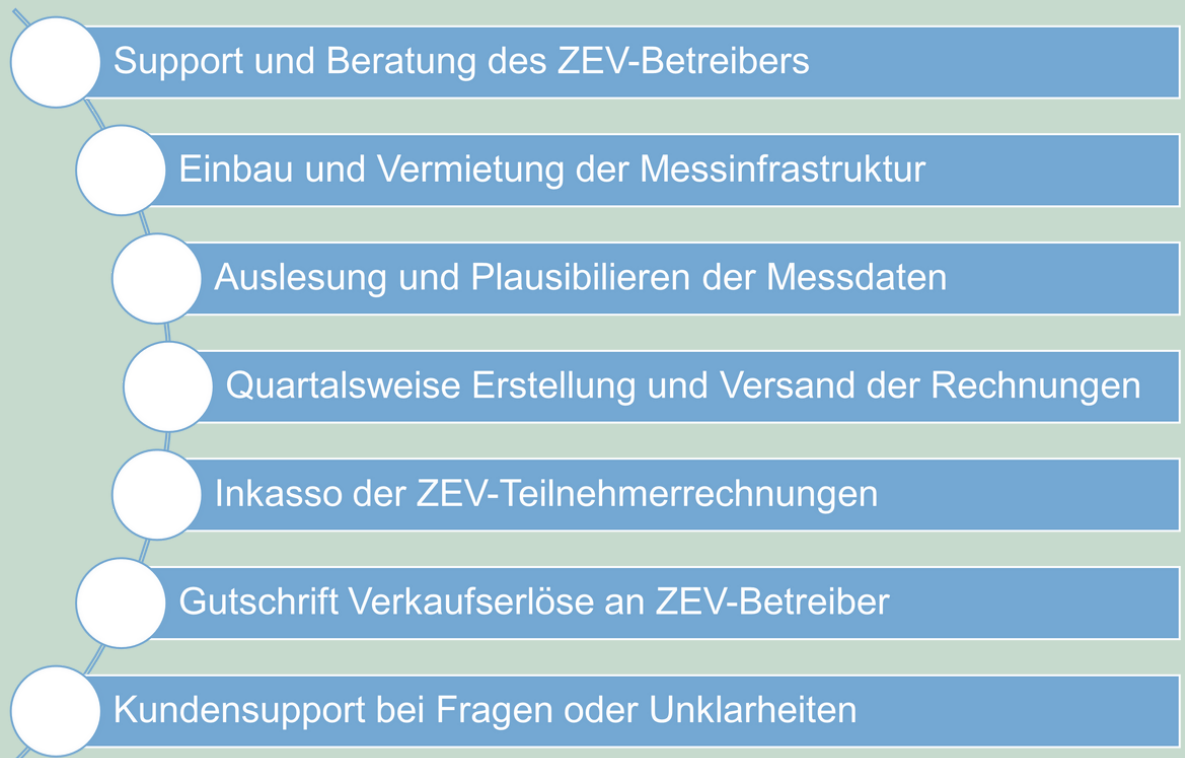 Support und Beratung des ZEV-Betreibers
Einbau und Vermietung der Messinfrastruktur
Auslesung und Plausibilieren der Messdaten
Quartalsweise Erstellung und Versand der Rechnungen
Inkasso der ZEV-Teilnehmerrechnungen
Gutschrift Verkaufserlöse an ZEV-Betreiber
Kundensupport bei Fragen oder Unklarheiten